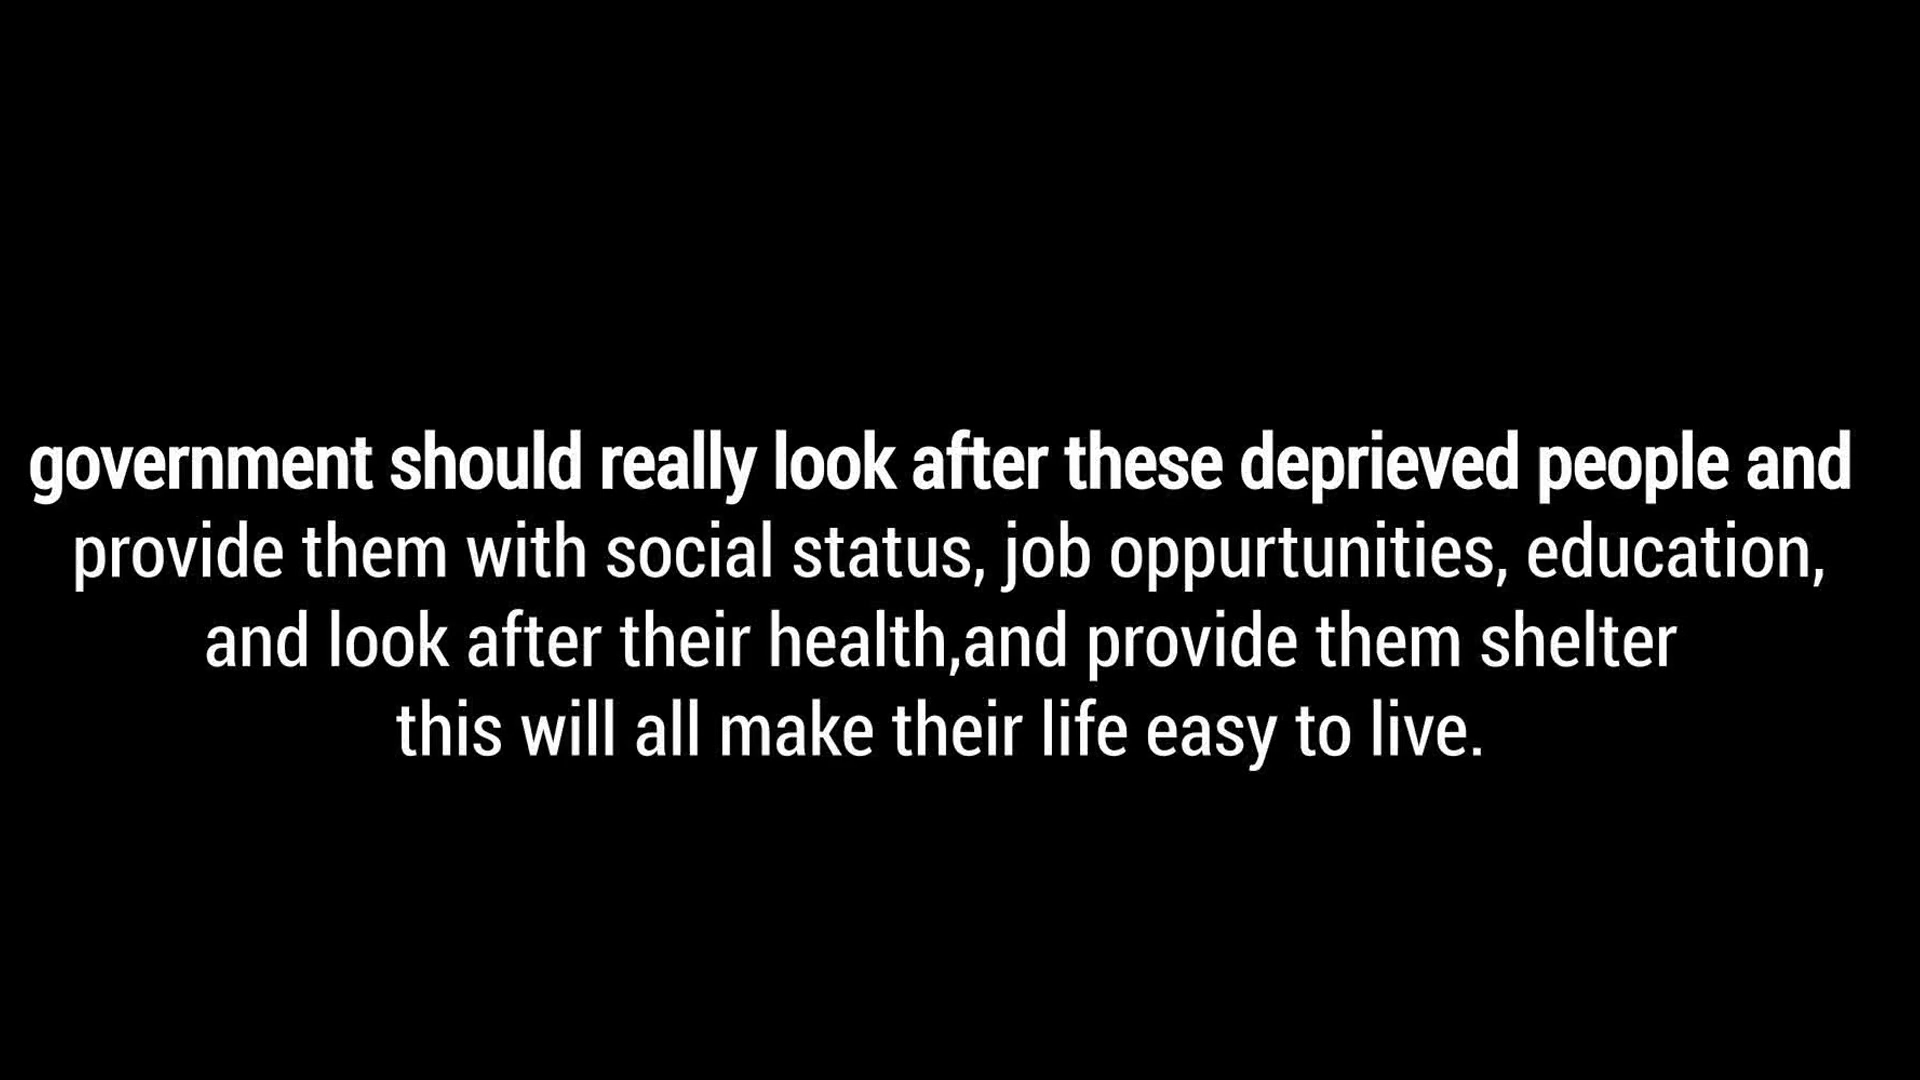 government should really look after these deprieved people and
provide them with social status, job oppurtunities, education,
and look after their health,and provide them shelter
this will all make their life easy to live.